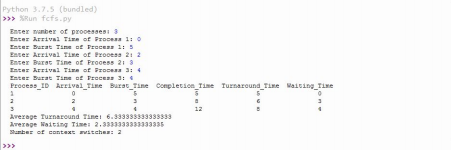 Python 3.7.5 (bundled)
>>> %Run fcfs.py
Enter number of processes: 3
Enter Arrival Time of Process 1: 0
Enter Burst Time of Process 1: 5
Enter Arrival Time of Process 2: 2
Enter Burst Time of Process 2: 3
Enter Arrival Time of Process 3: 4
Enter Burst Time of Process 3: 4
Process_ID Arrival_Time Burst_Time Completion_Time Turnaround_Time Waiting_Time
1 0 5 5 5 0
2 2 3 8 6 3
3 4 4 12 8 4
Average Turnaround Time: 6.333333333333333
Average Waiting Time: 2.3333333333333335
Number of context switches: 2
>>>